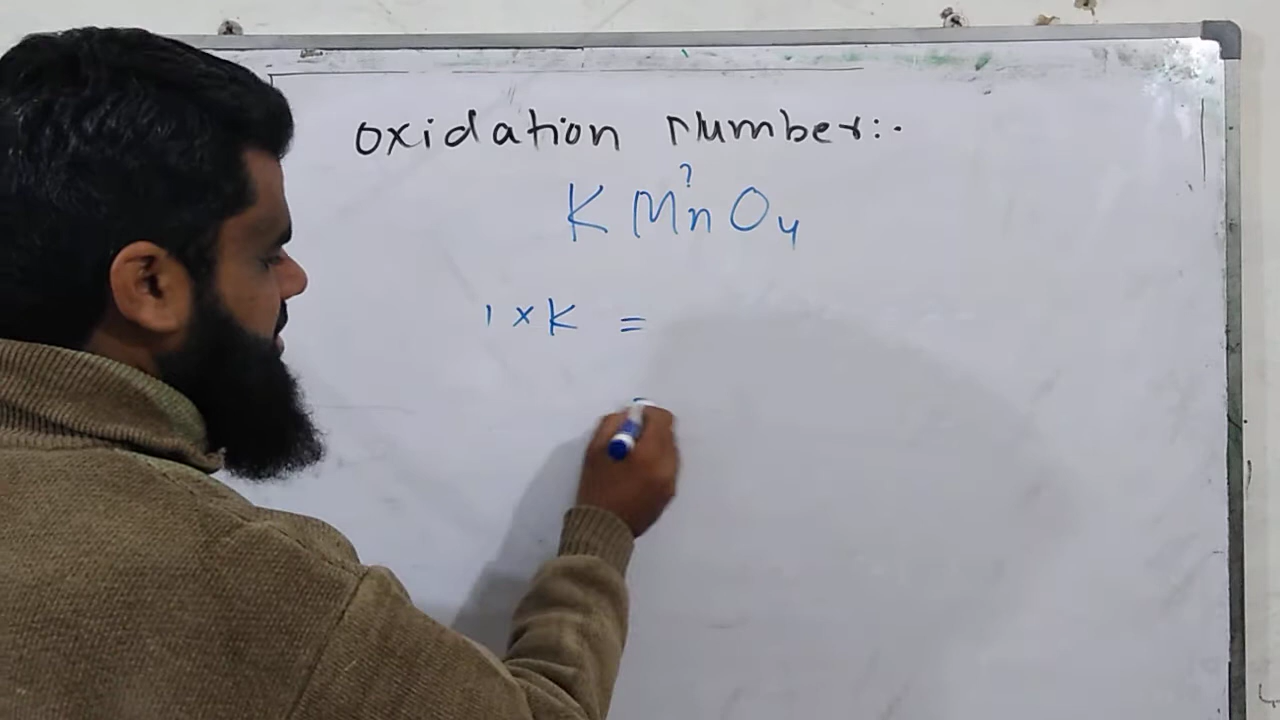 oxidation number:.
?
KMnO4
1 × K =